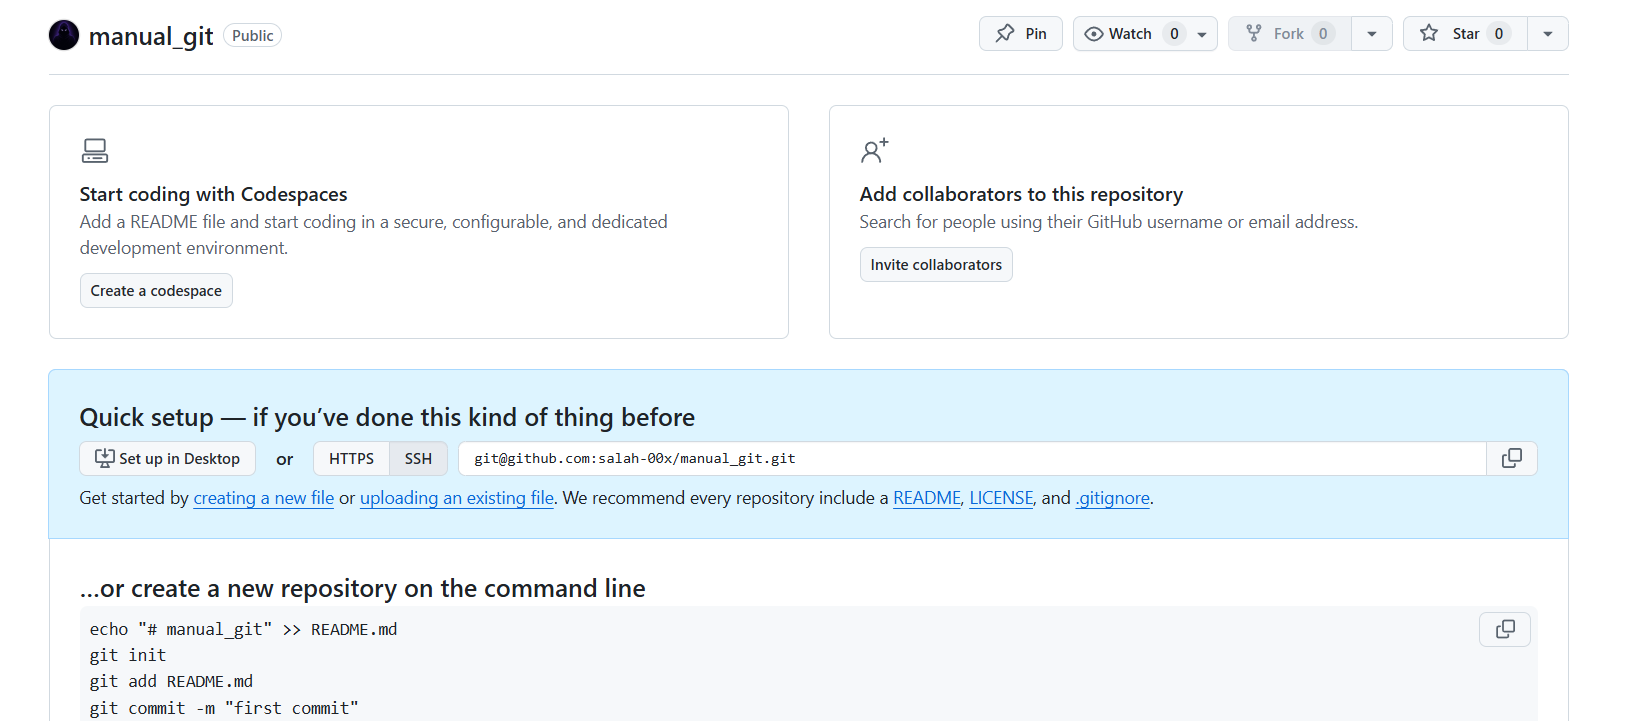 manual_git Public
Pin Watch 0 Fork 0 Star 0
Start coding with Codespaces
Add a README file and start coding in a secure, configurable, and dedicated
development environment.
Create a codespace
Add collaborators to this repository
Search for people using their GitHub username or email address.
Invite collaborators
Quick setup — if you’ve done this kind of thing before
Set up in Desktop or HTTPS SSH git@github.com:salah-00x/manual_git.git
Get started by creating a new file or uploading an existing file. We recommend every repository include a README, LICENSE, and .gitignore.
…or create a new repository on the command line
echo "# manual_git" >> README.md
git init
git add README.md
git commit -m "first commit"